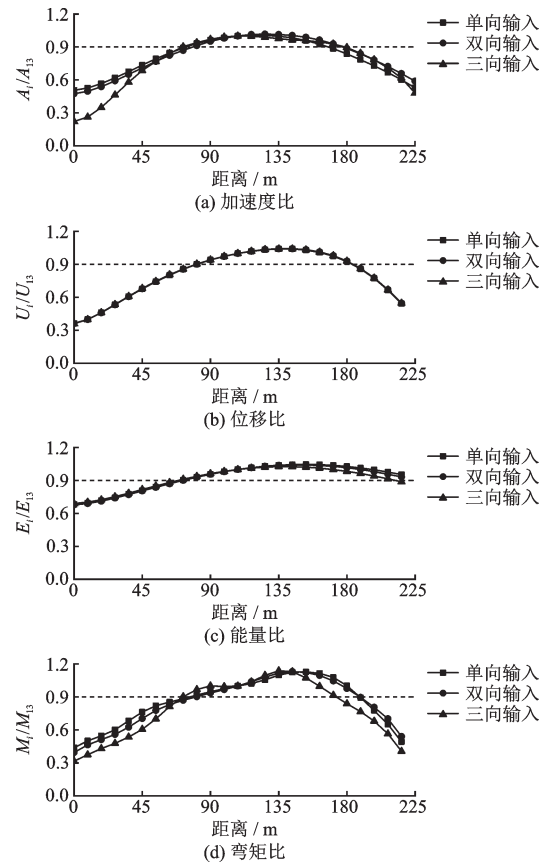 1.2
0.9
0.6
0.3
0.0
A_i/A_13
0 45 90 135 180 225
距离 / m
(a) 加速度比
单向输入
双向输入
三向输入
1.2
0.9
0.6
0.3
0.0
U_i/U_13
0 45 90 135 180 225
距离 / m
(b) 位移比
单向输入
双向输入
三向输入
1.2
0.9
0.6
0.3
0.0
E_i/E_13
0 45 90 135 180 225
距离 / m
(c) 能量比
单向输入
双向输入
三向输入
1.2
0.9
0.6
0.3
0.0
M_i/M_13
0 45 90 135 180 225
距离 / m
(d) 弯矩比
单向输入
双向输入
三向输入